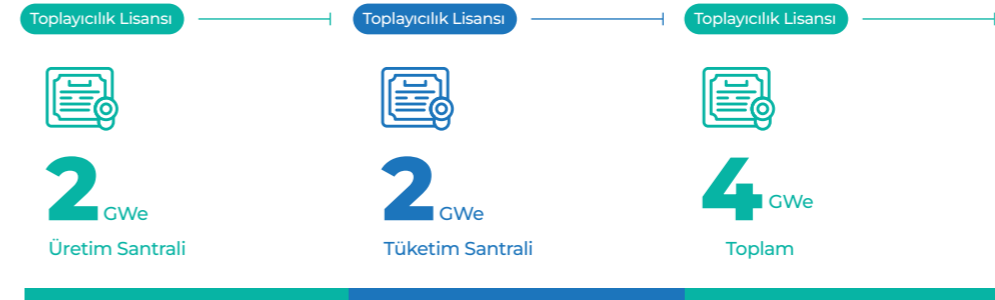 Toplayıcılık Lisansı
Toplayıcılık Lisansı
Toplayıcılık Lisansı
2 GWe
2 GWe
4 GWe
Üretim Santrali
Tüketim Santrali
Toplam